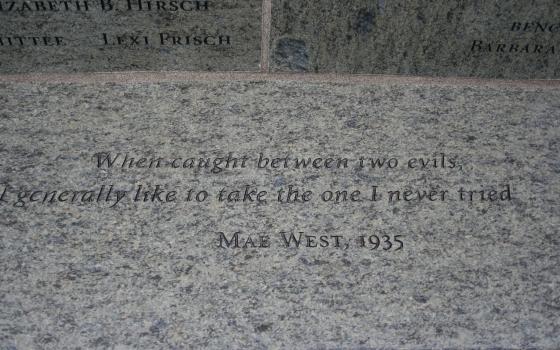 ELIZABETH B. HIRSCH
LEXI PRISCH
BARBARA
When caught between two evils,
I generally like to take the one I never tried
MAE WEST, 1935